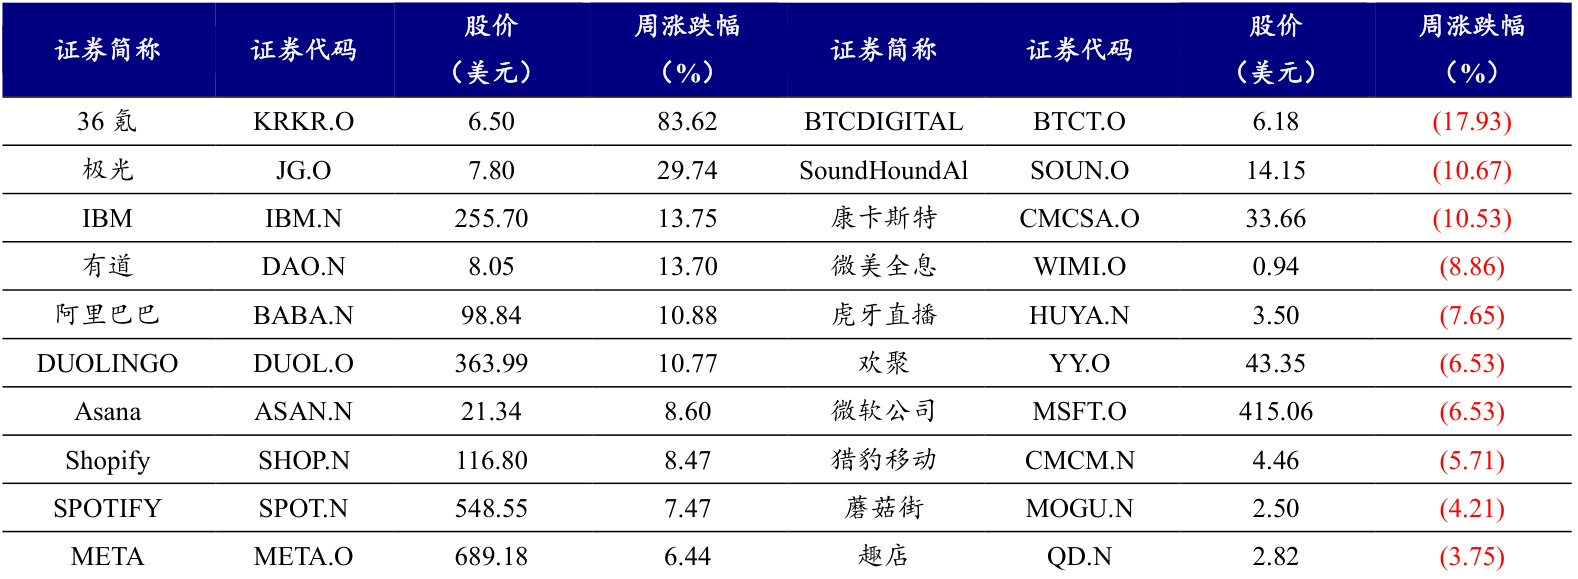 证券简称 证券代码 股价（美元） 周涨跌幅（%） 证券简称 证券代码 股价（美元） 周涨跌幅（%）
36 氪 KRKR.O 6.50 83.62 BTCDIGITAL BTCT.O 6.18 (17.93)
极光 JG.O 7.80 29.74 SoundHoundAl SOUN.O 14.15 (10.67)
IBM IBM.N 255.70 13.75 康卡斯特 CMCSA.O 33.66 (10.53)
有道 DAO.N 8.05 13.70 微美全息 WIMI.O 0.94 (8.86)
阿里巴巴 BABA.N 98.84 10.88 虎牙直播 HUYA.N 3.50 (7.65)
DUOLINGO DUOL.O 363.99 10.77 欢聚 YY.O 43.35 (6.53)
Asana ASAN.N 21.34 8.60 微软公司 MSFT.O 415.06 (6.53)
Shopify SHOP.N 116.80 8.47 猎豹移动 CMCM.N 4.46 (5.71)
SPOTIFY SPOT.N 548.55 7.47 蘑菇街 MOGU.N 2.50 (4.21)
META META.O 689.18 6.44 趣店 QD.N 2.82 (3.75)